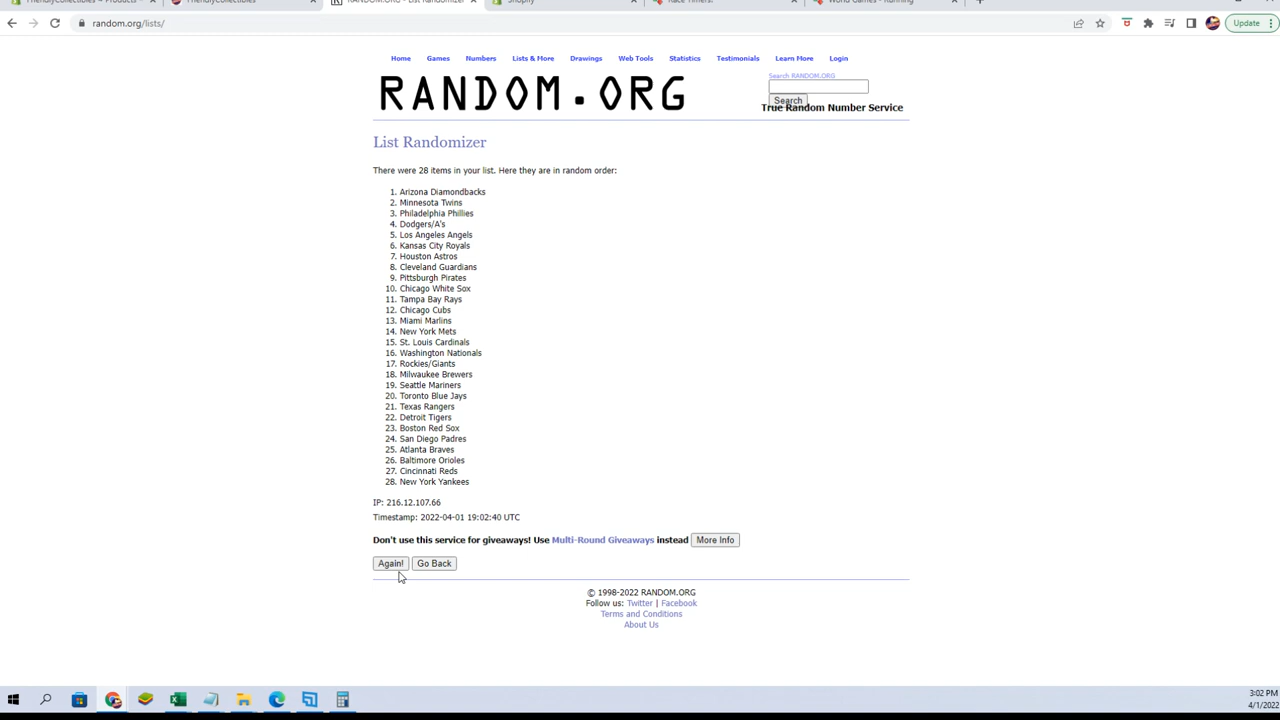 FriendlyCollectibles ~ Products ·
FriendlyCollectibles
RANDOM.ORG - List Randomizer
Shopify
Race Timers!
World Games - Running
random.org/lists/
Update
Home Games Numbers Lists & More Drawings Web Tools Statistics Testimonials Learn More Login
RANDOM.ORG
Search RANDOM.ORG
Search
True Random Number Service
List Randomizer
There were 28 items in your list. Here they are in random order:
1. Arizona Diamondbacks
2. Minnesota Twins
3. Philadelphia Phillies
4. Dodgers/A's
5. Los Angeles Angels
6. Kansas City Royals
7. Houston Astros
8. Cleveland Guardians
9. Pittsburgh Pirates
10. Chicago White Sox
11. Tampa Bay Rays
12. Chicago Cubs
13. Miami Marlins
14. New York Mets
15. St. Louis Cardinals
16. Washington Nationals
17. Rockies/Giants
18. Milwaukee Brewers
19. Seattle Mariners
20. Toronto Blue Jays
21. Texas Rangers
22. Detroit Tigers
23. Boston Red Sox
24. San Diego Padres
25. Atlanta Braves
26. Baltimore Orioles
27. Cincinnati Reds
28. New York Yankees
IP: 216.12.107.66
Timestamp: 2022-04-01 19:02:40 UTC
Don't use this service for giveaways! Use Multi-Round Giveaways instead More Info
Again! Go Back
© 1998-2022 RANDOM.ORG
Follow us: Twitter | Facebook
Terms and Conditions
About Us
3:02 PM
4/1/2022